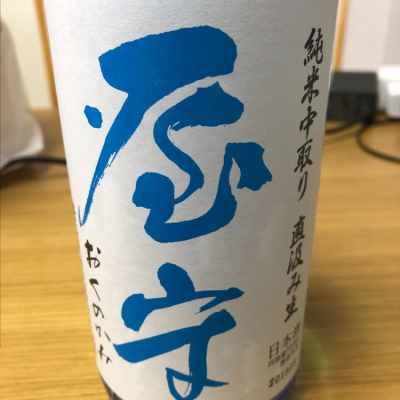 純米中取り 直汲み生
屋守
おくのかみ
日本酒